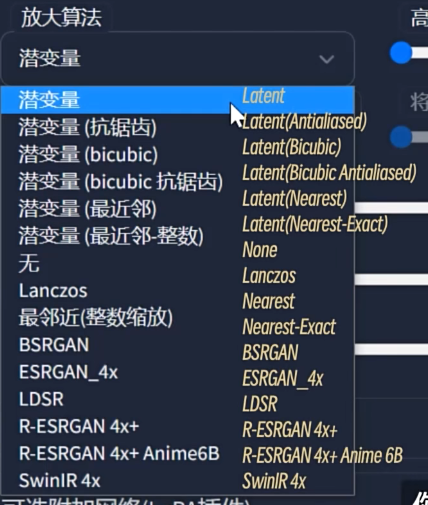 放大算法
高
潜变量
潜变量 Latent
将
潜变量 (抗锯齿) Latent(Antialiased)
潜变量 (bicubic) Latent(Bicubic)
潜变量 (bicubic 抗锯齿) Latent(Bicubic Antialiased)
潜变量 (最近邻) Latent(Nearest)
潜变量 (最近邻-整数) Latent(Nearest-Exact)
无 None
Lanczos Lanczos
最邻近(整数缩放) Nearest
Nearest-Exact
BSRGAN BSRGAN
ESRGAN_4x ESRGAN_4x
LDSR LDSR
R-ESRGAN 4x+ R-ESRGAN 4x+
R-ESRGAN 4x+ Anime6B R-ESRGAN 4x+ Anime 6B
SwinIR 4x SwinIR 4x